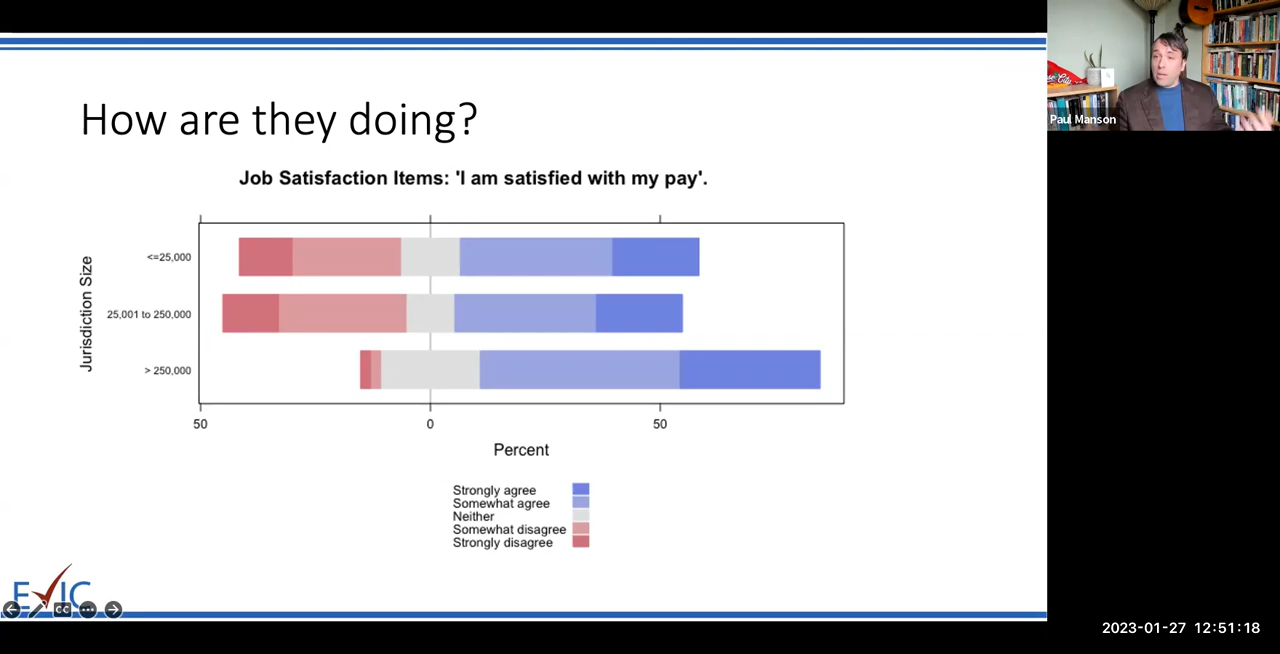 How are they doing?
Job Satisfaction Items: 'I am satisfied with my pay'.
Jurisdiction Size
<=25,000
25,001 to 250,000
> 250,000
50
0
50
Percent
Strongly agree
Somewhat agree
Neither
Somewhat disagree
Strongly disagree
EVIC
CC
Paul Manson
2023-01-27 12:51:18